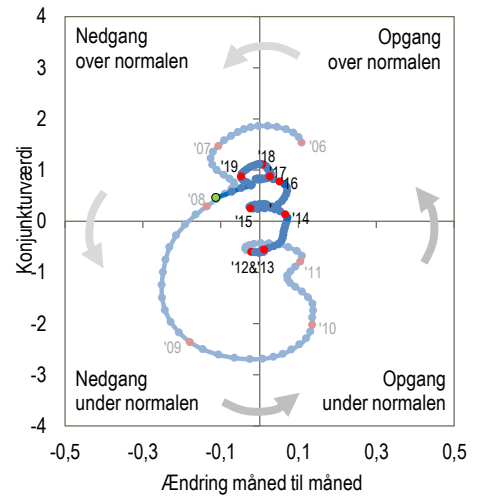 4
3
2
1
0
-1
-2
-3
-4
Konjunkturværdi
Nedgang
over normalen
Opgang
over normalen
'07
'06
'18
'19
'17
'16
'08
'15
'14
'12&'13
'11
'10
'09
Nedgang
under normalen
Opgang
under normalen
-0,5 -0,3 -0,1 0,1 0,3 0,5
Ændring måned til måned